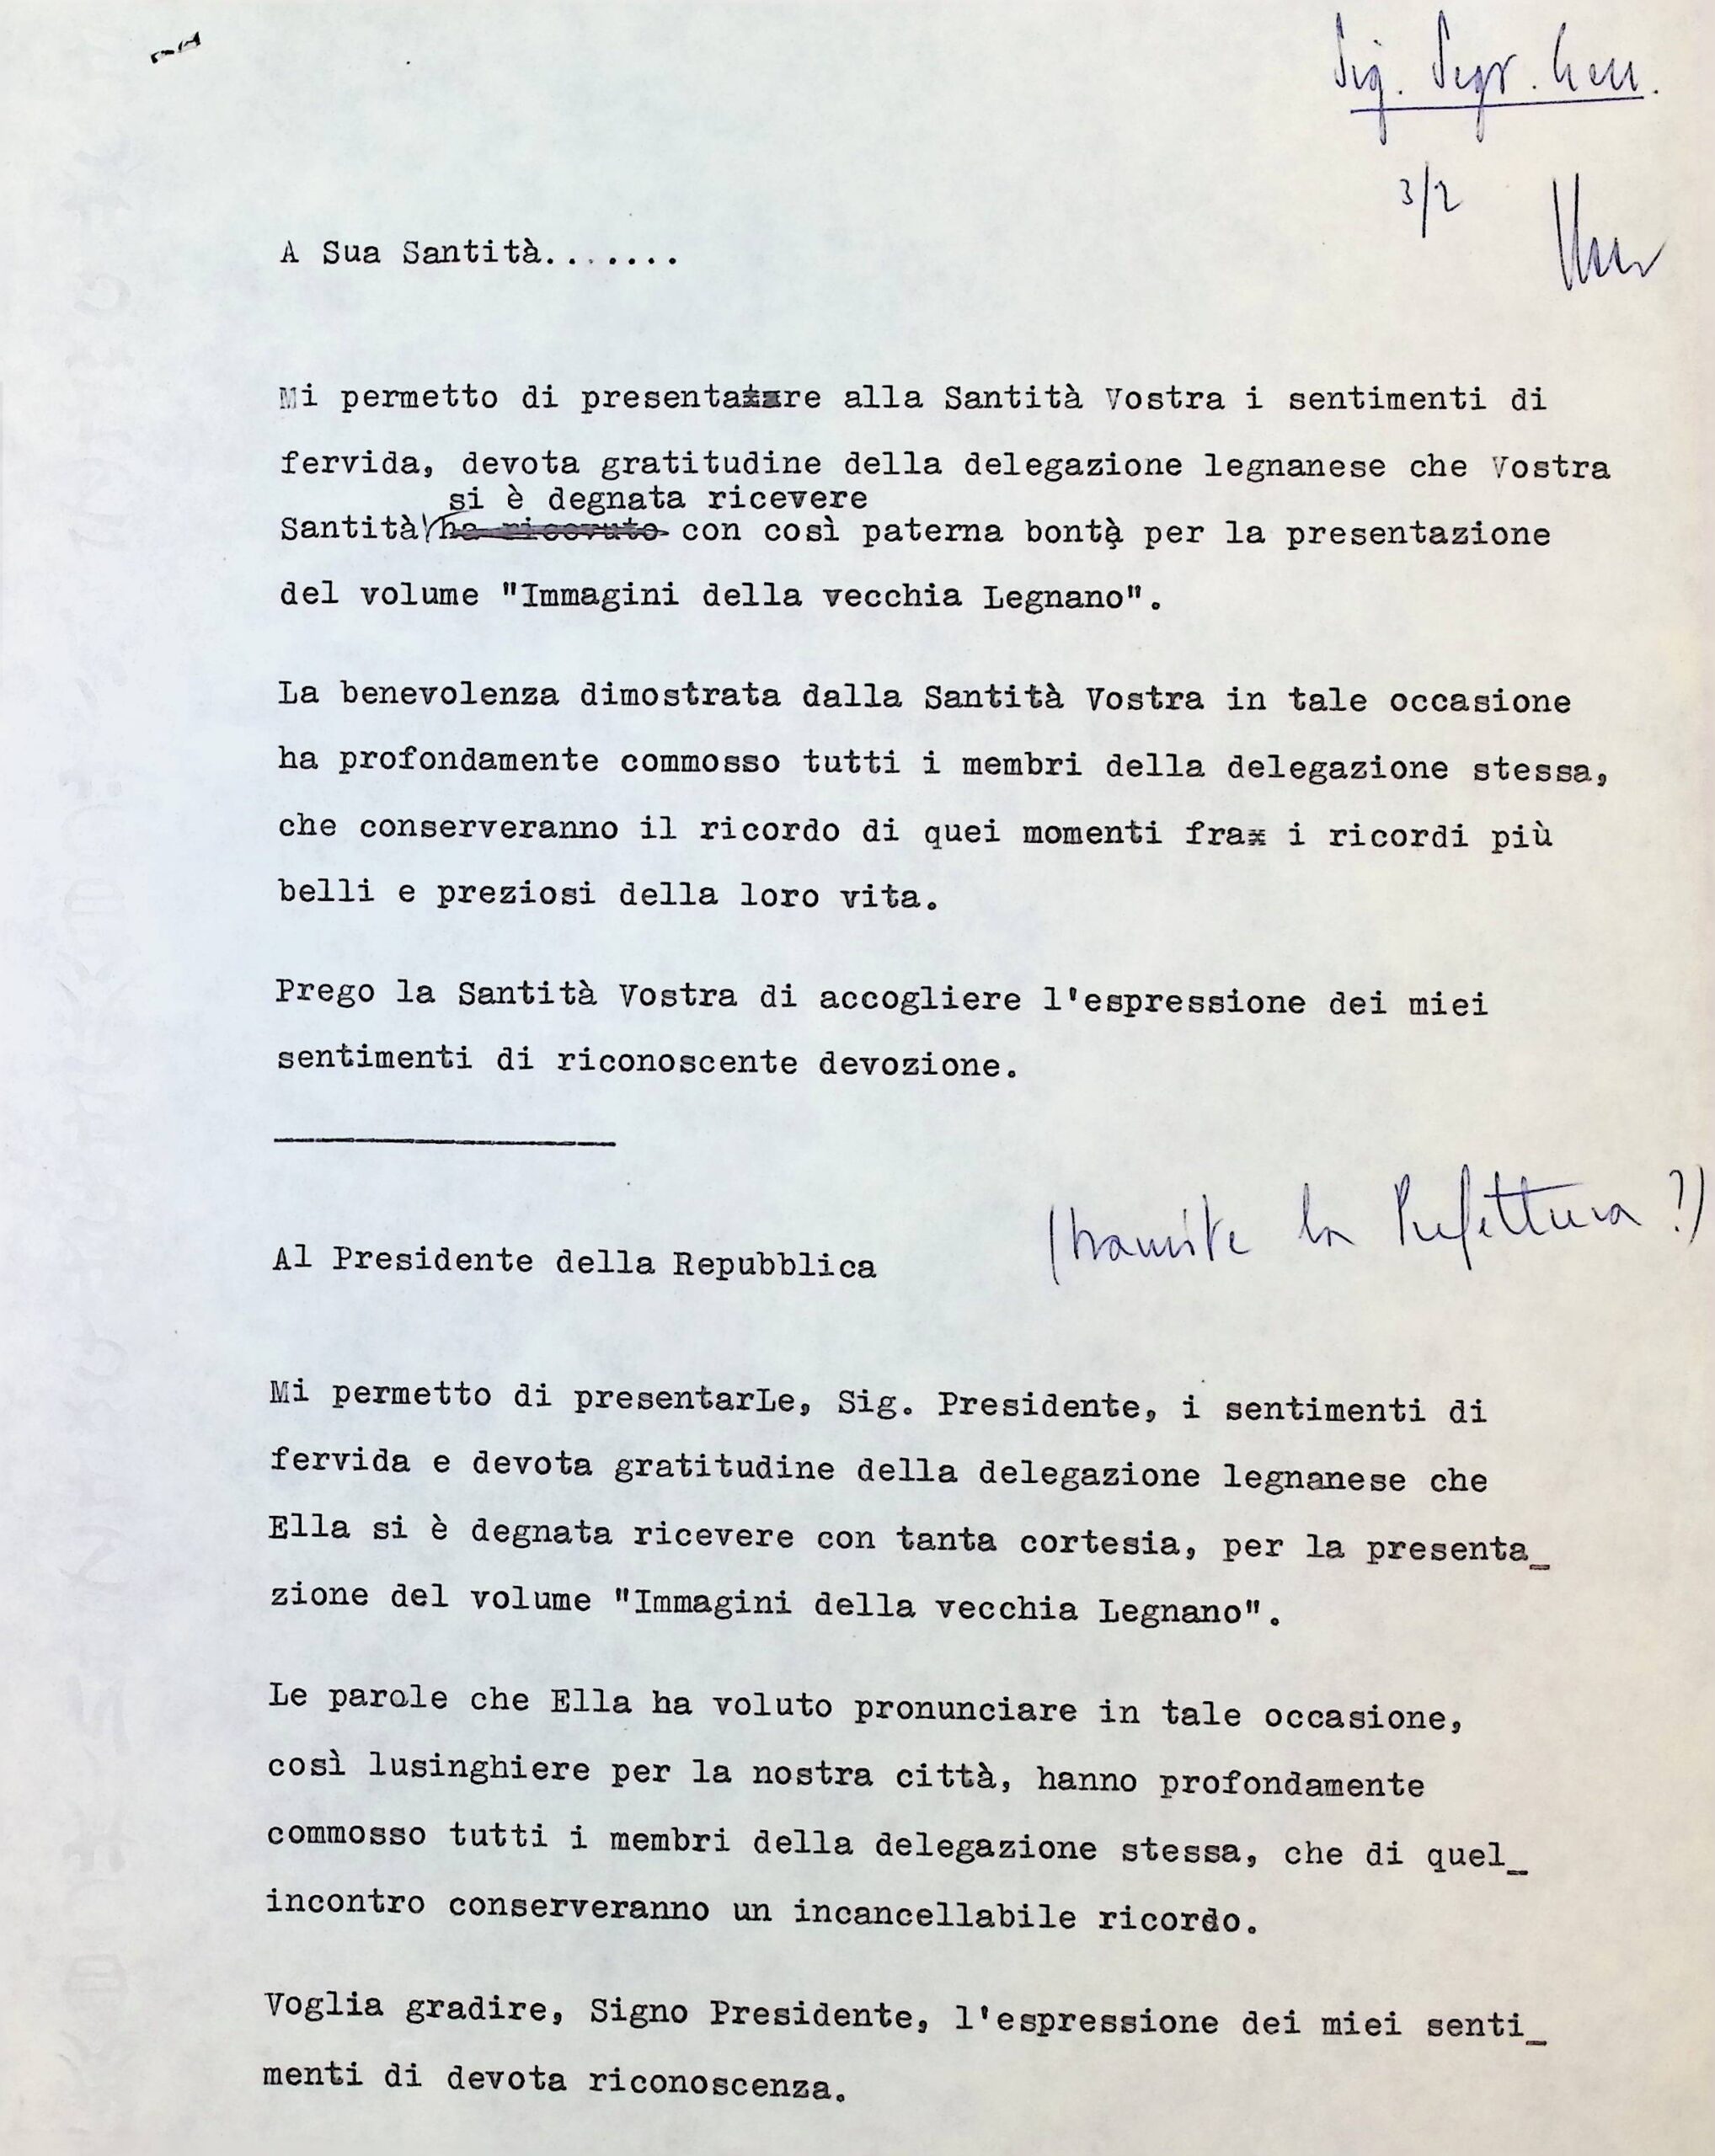 Sig. Segr. Gen.
3/2
A Sua Santità.......
Mi permetto di presentare alla Santità Vostra i sentimenti di
fervida, devota gratitudine della delegazione legnanese che Vostra
si è degnata ricevere
Santità ha ricevuto con così paterna bontà per la presentazione
del volume "Immagini della vecchia Legnano".
La benevolenza dimostrata dalla Santità Vostra in tale occasione
ha profondamente commosso tutti i membri della delegazione stessa,
che conserveranno il ricordo di quei momenti frax i ricordi più
belli e preziosi della loro vita.
Prego la Santità Vostra di accogliere l'espressione dei miei
sentimenti di riconoscente devozione.
(tramite la Prefettura?)
Al Presidente della Repubblica
Mi permetto di presentarLe, Sig. Presidente, i sentimenti di
fervida e devota gratitudine della delegazione legnanese che
Ella si è degnata ricevere con tanta cortesia, per la presenta_
zione del volume "Immagini della vecchia Legnano".
Le parole che Ella ha voluto pronunciare in tale occasione,
così lusinghiere per la nostra città, hanno profondamente
commosso tutti i membri della delegazione stessa, che di quel_
incontro conserveranno un incancellabile ricordo.
Voglia gradire, Signo Presidente, l'espressione dei miei senti_
menti di devota riconoscenza.